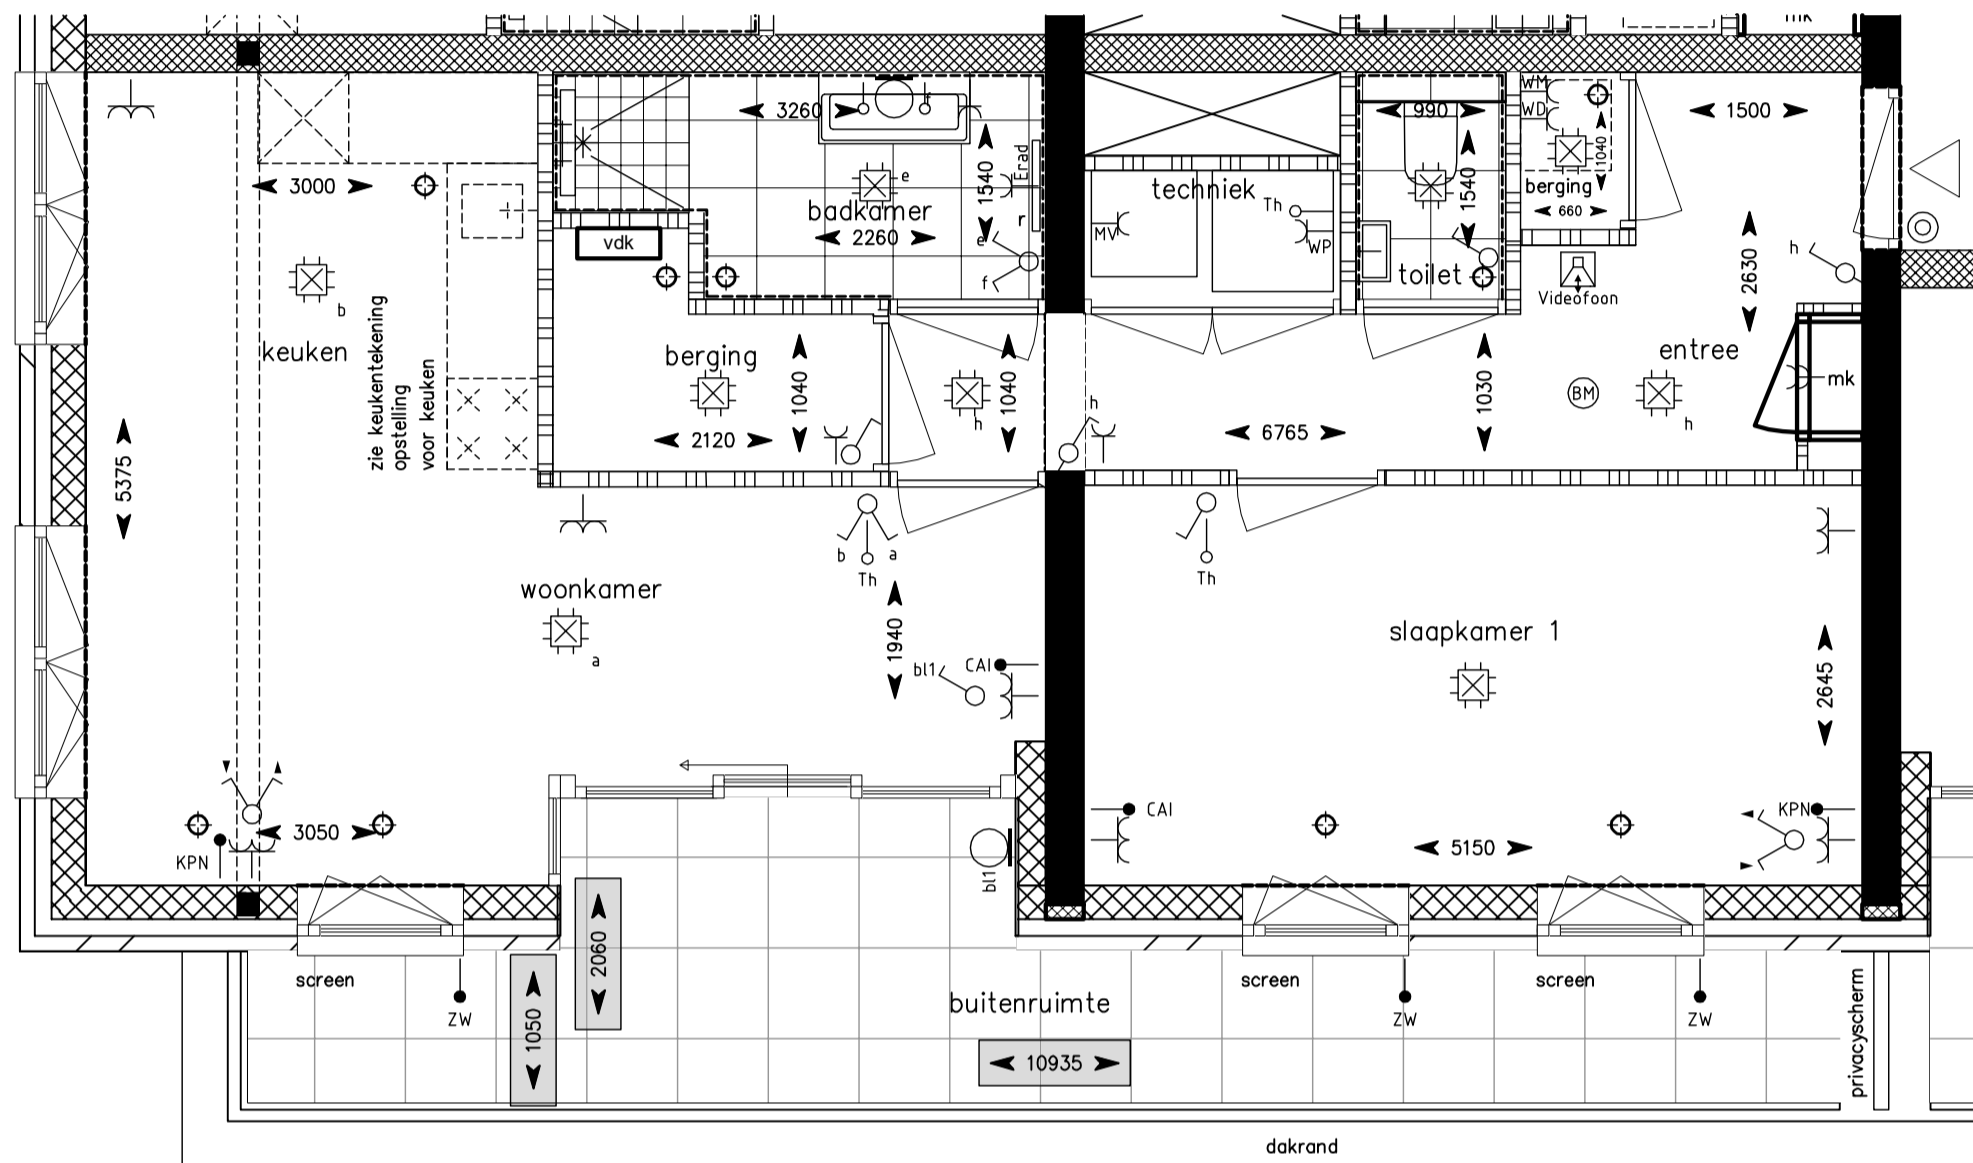 mk
3260
f
990
WM
WD
1040
1500
3000
1540
Erad
e
techniek
Th
1540
berging
660
badkamer
2260
r
e
f
MV
WP
toilet
vdk
h
2630
Videofoon
b
keuken
zie keukentekening
opstelling
voor keuken
berging
1040
1040
h
1030
entree
BM
mk
h
h
2120
6765
5375
b
a
Th
Th
woonkamer
a
1940
slaapkamer 1
2645
CAI
bl1
3050
KPN
bl1
CAI
5150
KPN
2060
1050
screen
ZW
buitenruimte
10935
screen
ZW
screen
ZW
privacyscherm
dakrand